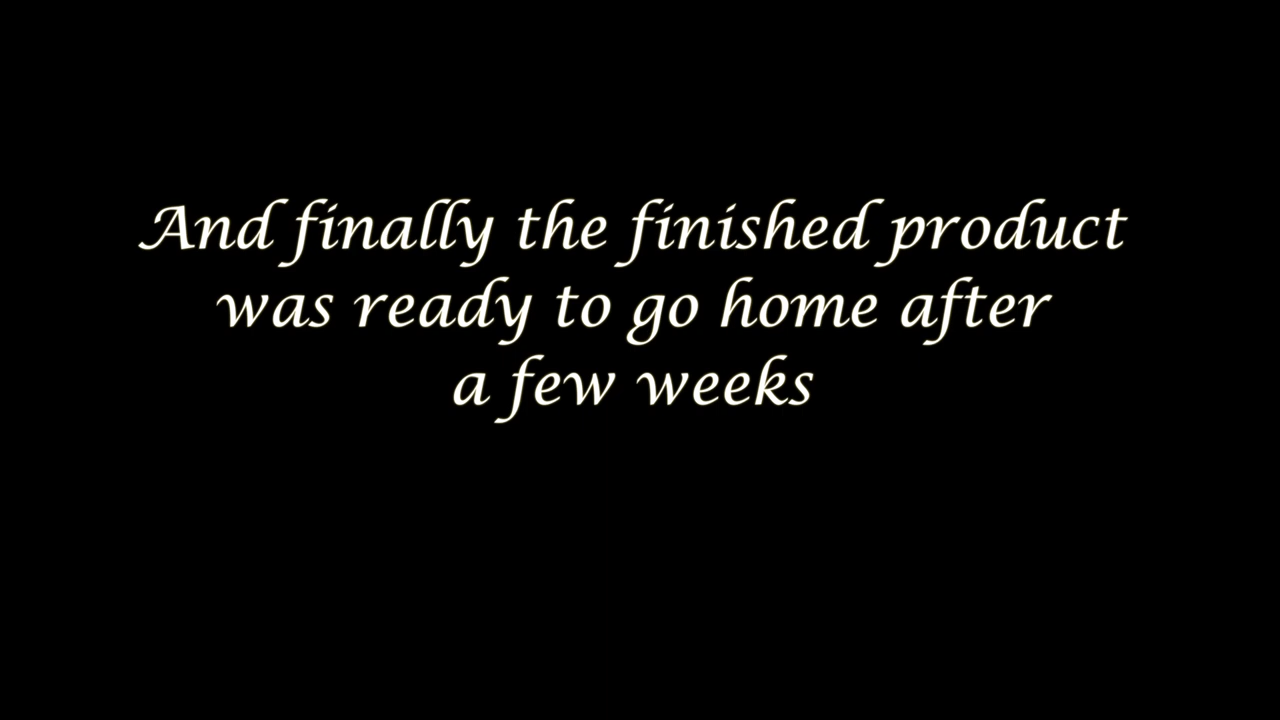 And finally the finished product
was ready to go home after
a few weeks